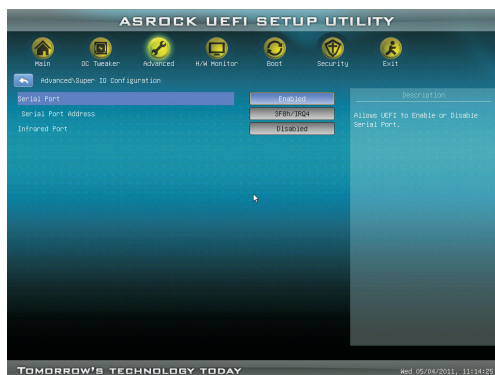 ASROCK UEFI SETUP UTILITY
Main OC Tweaker Advanced H/W Monitor Boot Security Exit
Advanced\Super IO Configuration
Serial Port Enabled
Serial Port Address 3F8h/IRQ4
Infrared Port Disabled
Description
Allows UEFI to Enable or Disable
Serial Port.
TOMORROW'S TECHNOLOGY TODAY
Wed 05/04/2011, 11:14:25